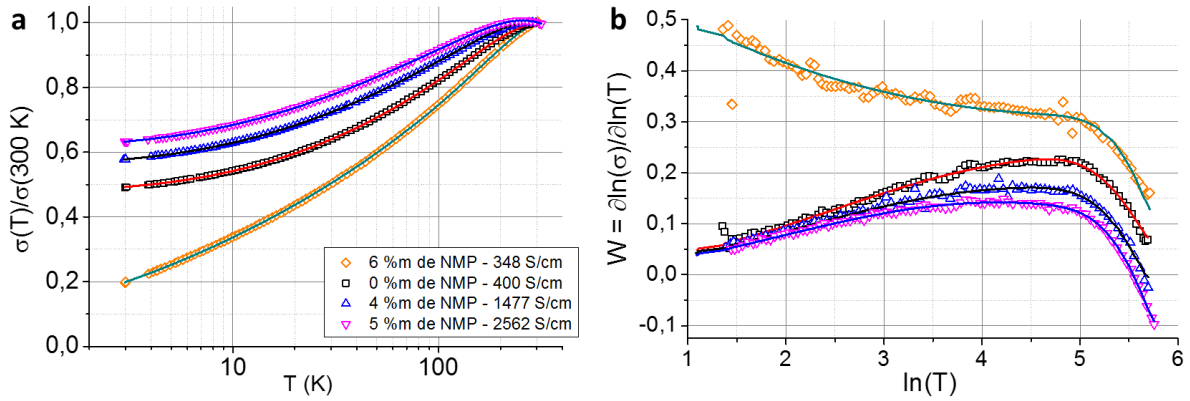 a
σ(T)/σ(300 K)
1,0
0,8
0,6
0,4
0,2
0,0
10
100
T (K)
6 %m de NMP - 348 S/cm
0 %m de NMP - 400 S/cm
4 %m de NMP - 1477 S/cm
5 %m de NMP - 2562 S/cm
b
W = ∂ln(σ)/∂ln(T)
0,5
0,4
0,3
0,2
0,1
0,0
-0,1
1
2
3
4
5
6
ln(T)